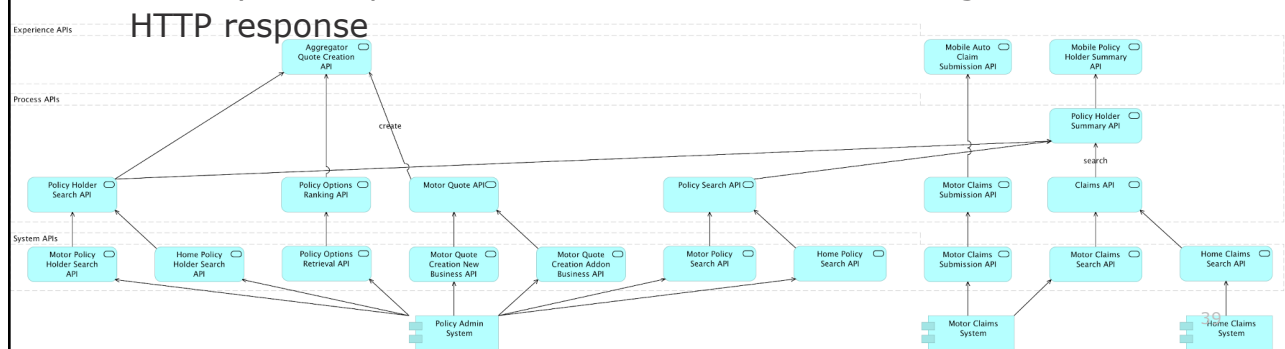 HTTP response
Experience APIs
Aggregator
Quote Creation
API
Mobile Auto
Claim
Submission API
Mobile Policy
Holder Summary
API
Process APIs
create
Policy Holder
Summary API
search
Policy Holder
Search API
Policy Options
Ranking API
Motor Quote API
Policy Search API
Motor Claims
Submission API
Claims API
System APIs
Motor Policy
Holder Search
API
Home Policy
Holder Search
API
Policy Options
Retrieval API
Motor Quote
Creation New
Business API
Motor Quote
Creation Addon
Business API
Motor Policy
Search API
Home Policy
Search API
Motor Claims
Submission API
Motor Claims
Search API
Home Claims
Search API
Policy Admin
System
Motor Claims
System
39
Home Claims
System